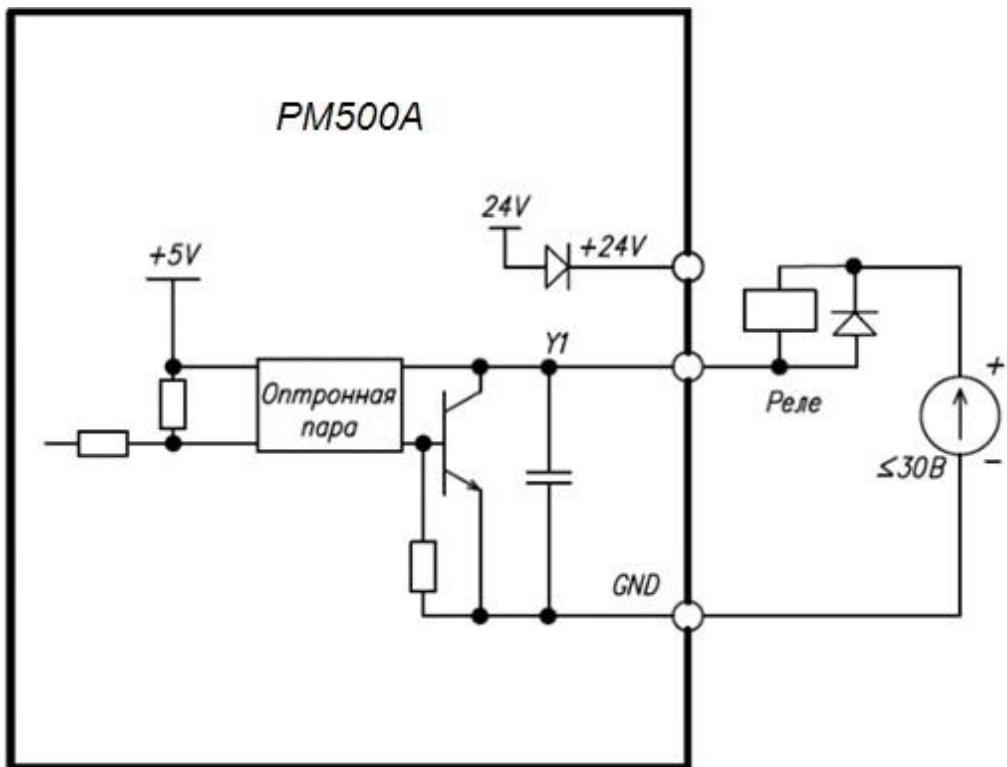 PM500A
24V
+24V
+5V
Y1
Оптронная
пара
Реле
+
≤30В
-
GND